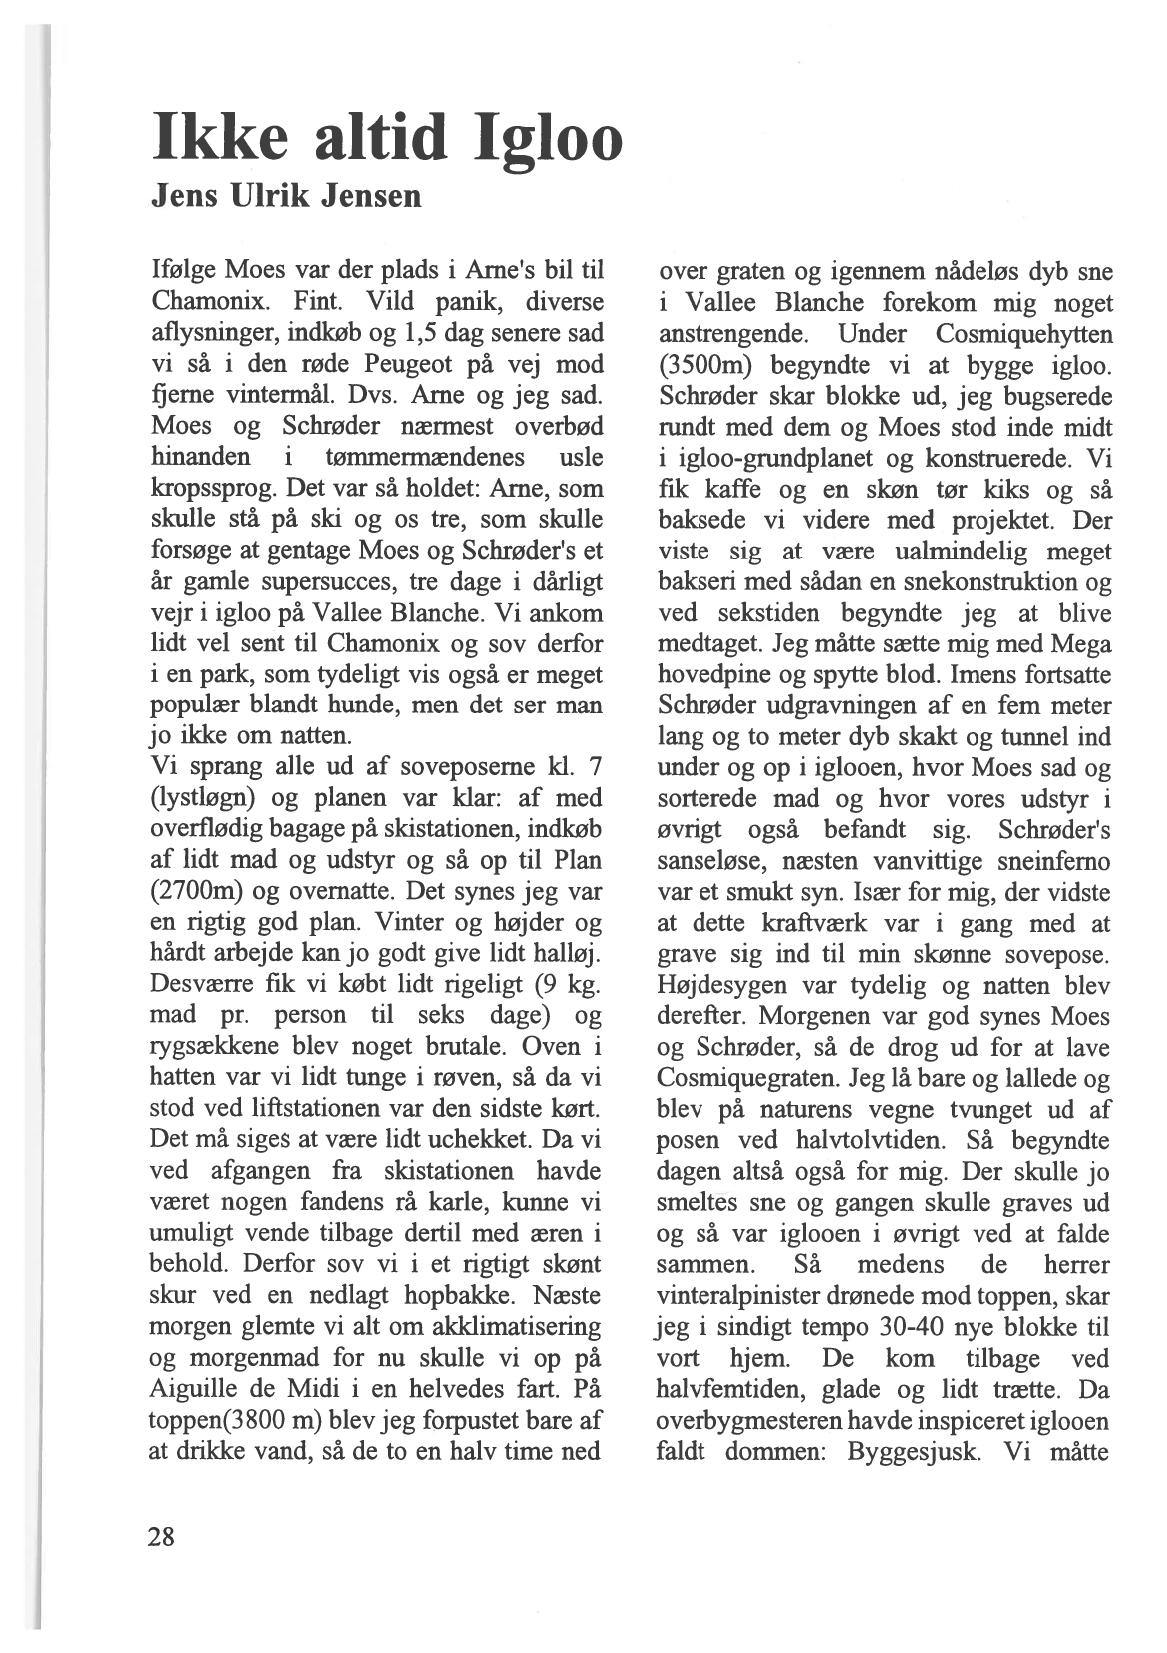 Ikke altid Igloo
Jens Ulrik Jensen
Ifølge Moes var der plads i Arne's bil til
Chamonix. Fint. Vild panik, diverse
aflysninger, indkøb og 1,5 dag senere sad
vi så i den røde Peugeot på vej mod
fjerne vintermål. Dvs. Arne og jeg sad.
Moes og Schrøder nærmest overbød
hinanden i tømmermændenes usle
kropssprog. Det var så holdet: Arne, som
skulle stå på ski og os tre, som skulle
forsøge at gentage Moes og Schrøder's et
år gamle supersucces, tre dage i dårligt
vejr i igloo på Vallee Blanche. Vi ankom
lidt vel sent til Chamonix og sov derfor
i en park, som tydeligt vis også er meget
populær blandt hunde, men det ser man
jo ikke om natten.
Vi sprang alle ud af soveposerne kl. 7
(lystløgn) og planen var klar: af med
overflødig bagage på skistationen, indkøb
af lidt mad og udstyr og så op til Plan
(2700m) og overnatte. Det synes jeg var
en rigtig god plan. Vinter og højder og
hårdt arbejde kan jo godt give lidt halløj.
Desværre fik vi købt lidt rigeligt (9 kg.
mad pr. person til seks dage) og
rygsækkene blev noget brutale. Oven i
hatten var vi lidt tunge i røven, så da vi
stod ved liftstationen var den sidste kørt.
Det må siges at være lidt uchekket. Da vi
ved afgangen fra skistationen havde
været nogen fandens rå karle, kunne vi
umuligt vende tilbage dertil med æren i
behold. Derfor sov vi i et rigtigt skønt
skur ved en nedlagt hopbakke. Næste
morgen glemte vi alt om akklimatisering
og morgenmad for nu skulle vi op på
Aiguille de Midi i en helvedes fart. På
toppen(3800 m) blev jeg forpustet bare af
at drikke vand, så de to en halv time ned
over graten og igennem nådeløs dyb sne
i Vallee Blanche forekom mig noget
anstrengende. Under Cosmiquehytten
(3500m) begyndte vi at bygge igloo.
Schrøder skar blokke ud, jeg bugserede
rundt med dem og Moes stod inde midt
i igloo-grundplanet og konstruerede. Vi
fik kaffe og en skøn tør kiks og så
baksede vi videre med projektet. Der
viste sig at være ualmindelig meget
bakseri med sådan en snekonstruktion og
ved sekstiden begyndte jeg at blive
medtaget. Jeg måtte sætte mig med Mega
hovedpine og spytte blod. Imens fortsatte
Schrøder udgravningen af en fem meter
lang og to meter dyb skakt og tunnel ind
under og op i iglooen, hvor Moes sad og
sorterede mad og hvor vores udstyr i
øvrigt også befandt sig. Schrøder's
sanseløse, næsten vanvittige sneinferno
var et smukt syn. Især for mig, der vidste
at dette kraftværk var i gang med at
grave sig ind til min skønne sovepose.
Højdesygen var tydelig og natten blev
derefter. Morgenen var god synes Moes
og Schrøder, så de drog ud for at lave
Cosmiquegraten. Jeg lå bare og lallede og
blev på naturens vegne tvunget ud af
posen ved halvtolvtiden. Så begyndte
dagen altså også for mig. Der skulle jo
smeltes sne og gangen skulle graves ud
og så var iglooen i øvrigt ved at falde
sammen. Så medens de herrer
vinteralpinister drønede mod toppen, skar
jeg i sindigt tempo 30-40 nye blokke til
vort hjem. De kom tilbage ved
halvfemtiden, glade og lidt trætte. Da
overbygmesteren havde inspiceret iglooen
faldt dommen: Byggesjusk. Vi måtte
28